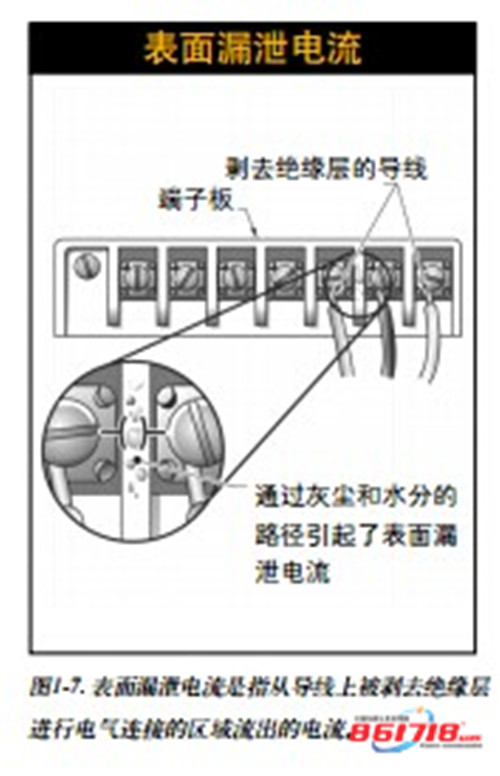 表面漏泄电流
剥去绝缘层的导线
端子板
通过灰尘和水分的
路径引起了表面漏
泄电流
图1-7. 表面漏泄电流是指从导线上被剥去绝缘层
进行电气连接的区域流出的电流。
861718.com